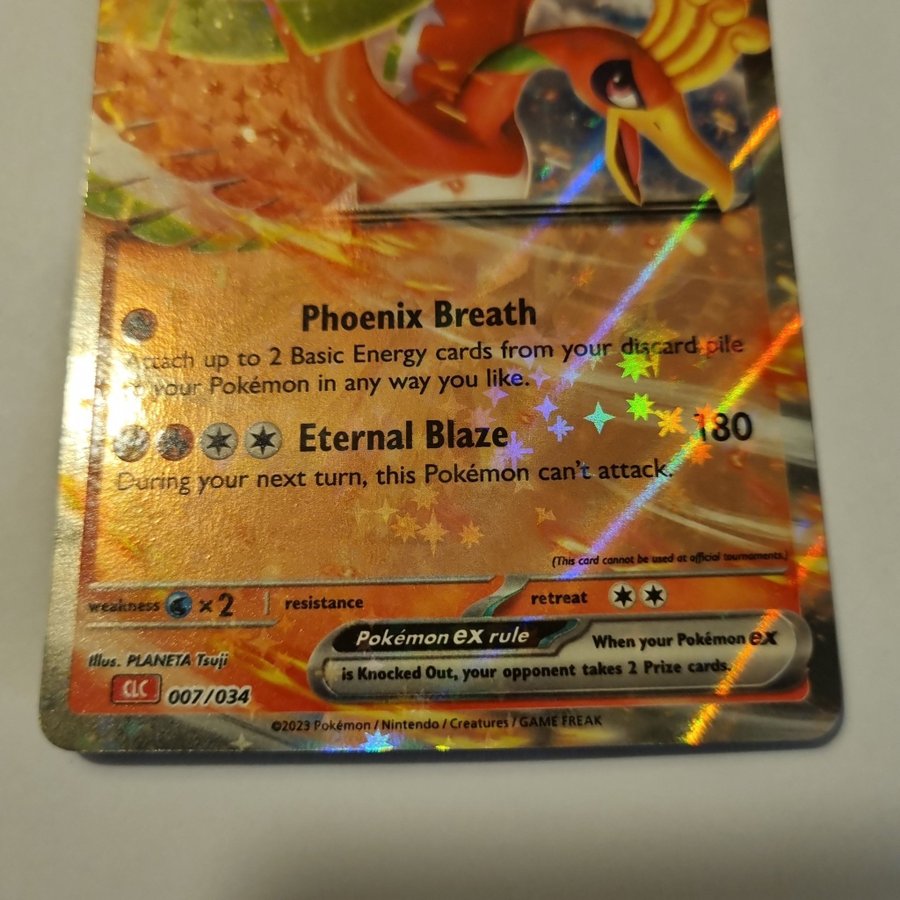 Phoenix Breath
Attach up to 2 Basic Energy cards from your discard pile
to your Pokémon in any way you like.
Eternal Blaze 180
During your next turn, this Pokémon can't attack.
(This card cannot be used at official tournaments.)
weakness ×2 resistance retreat
Pokémon ex rule When your Pokémon ex
is Knocked Out, your opponent takes 2 Prize cards.
Illus. PLANETA Tsuji
CLC 007/034
©2023 Pokémon / Nintendo / Creatures / GAME FREAK